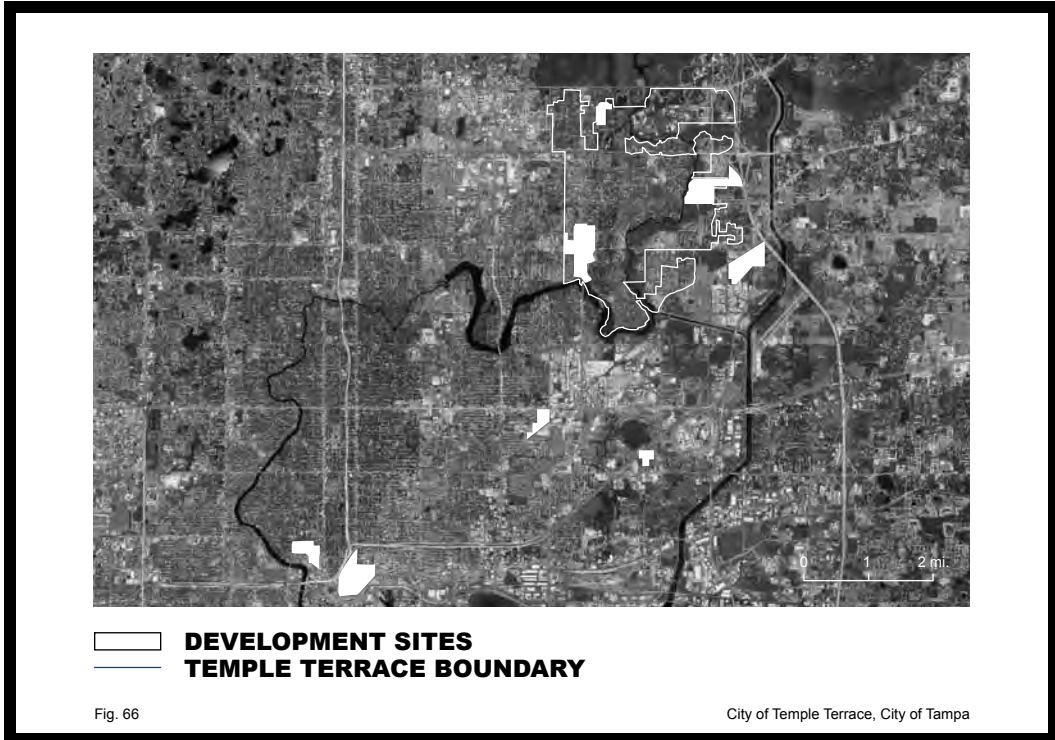 0 1 2 mi.
DEVELOPMENT SITES
TEMPLE TERRACE BOUNDARY
Fig. 66
City of Temple Terrace, City of Tampa